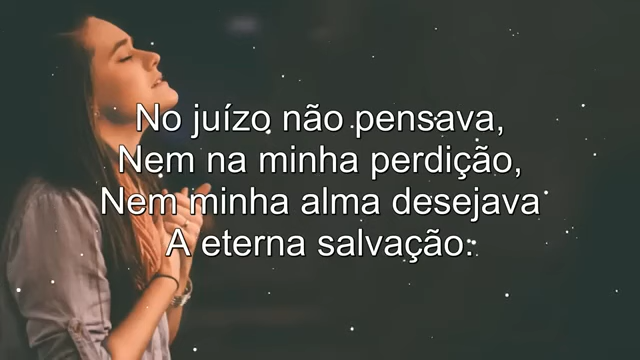 No juízo não pensava,
Nem na minha perdição,
Nem minha alma desejava
A eterna salvação.